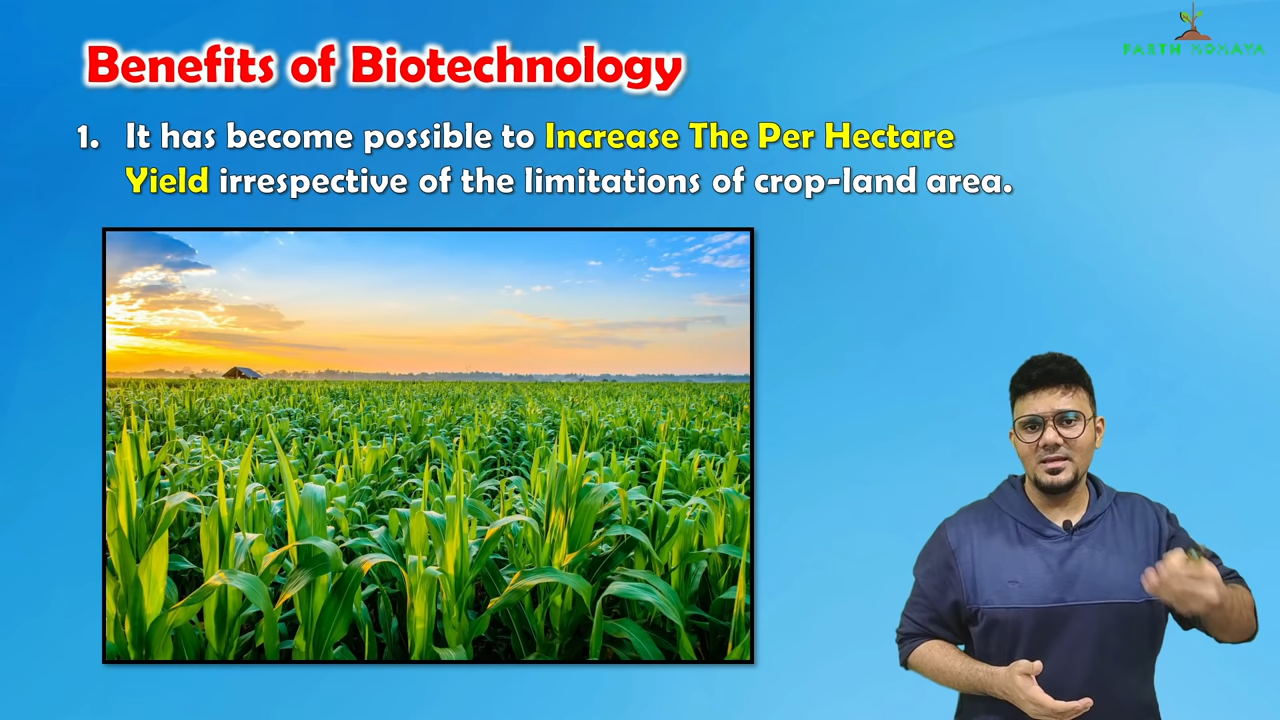 PARTH MOMAYA
Benefits of Biotechnology
1. It has become possible to Increase The Per Hectare
Yield irrespective of the limitations of crop-land area.